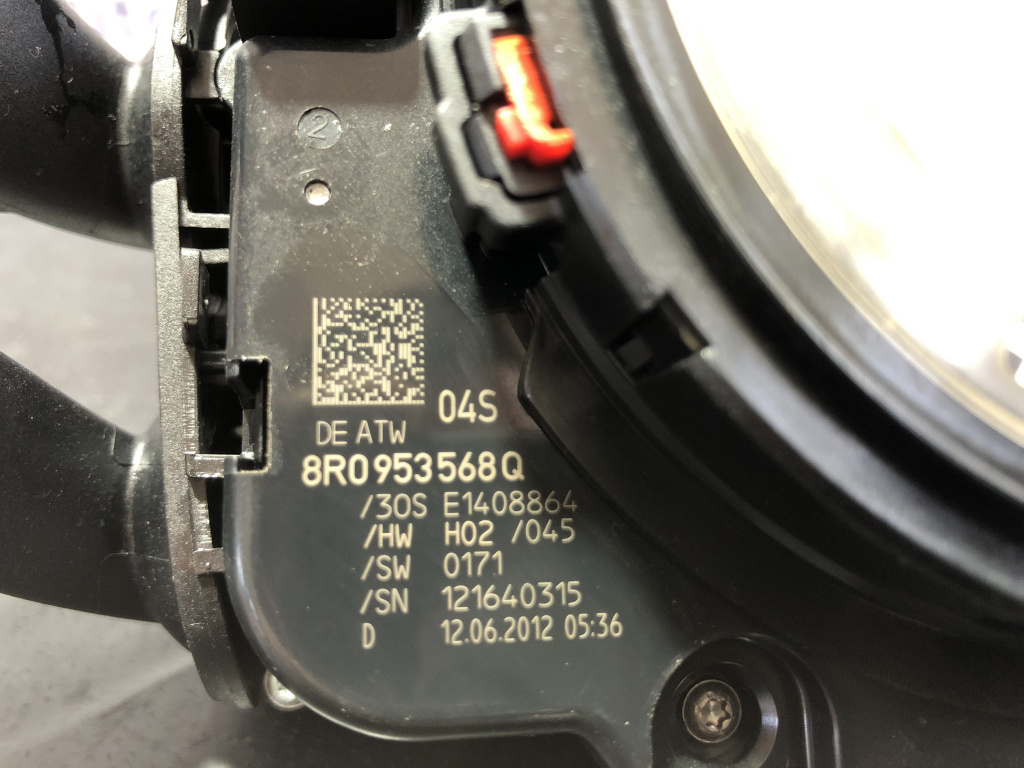 2
04S
DE ATW
8R0953568Q
/30S E1408864
/HW H02 /045
/SW 0171
/SN 121640315
D 12.06.2012 05:36